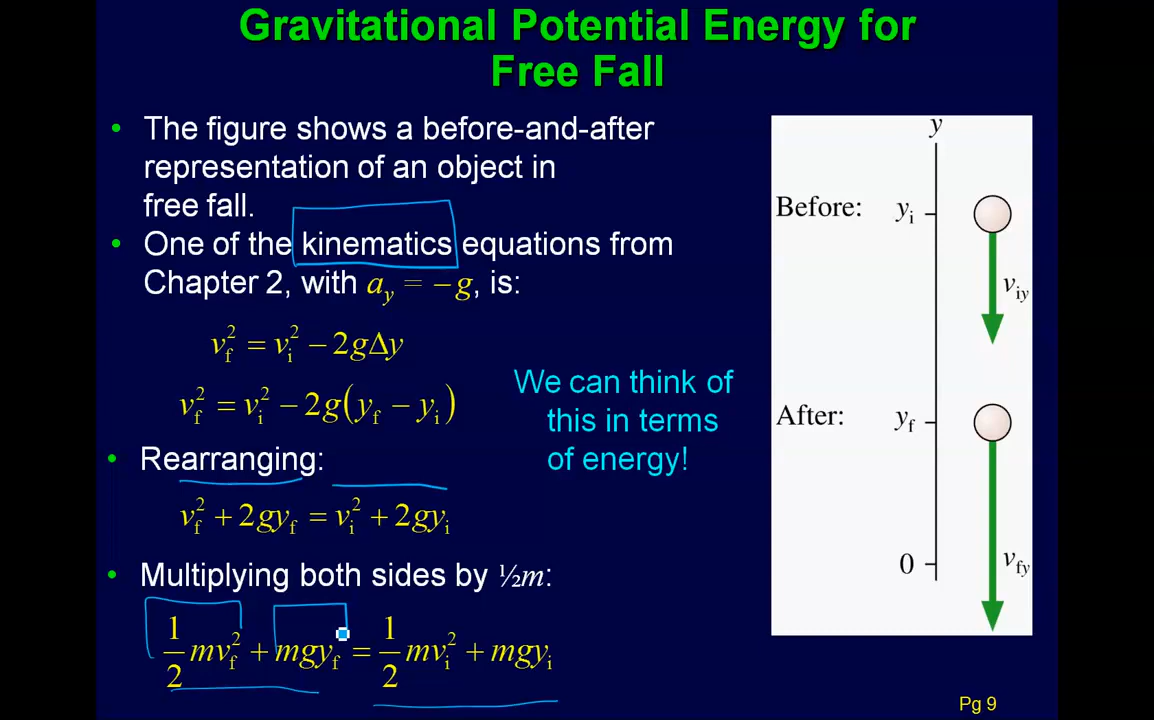 Gravitational Potential Energy for
Free Fall
• The figure shows a before-and-after
representation of an object in
free fall.
• One of the kinematics equations from
Chapter 2, with a_y = −g, is:
v_f^2 = v_i^2 − 2gΔy
v_f^2 = v_i^2 − 2g(y_f − y_i)
We can think of
this in terms
of energy!
• Rearranging:
v_f^2 + 2gy_f = v_i^2 + 2gy_i
• Multiplying both sides by ½m:
1/2 mv_f^2 + mgy_f = 1/2 mv_i^2 + mgy_i
y
Before: y_i
v_iy
After: y_f
0
v_fy
Pg 9